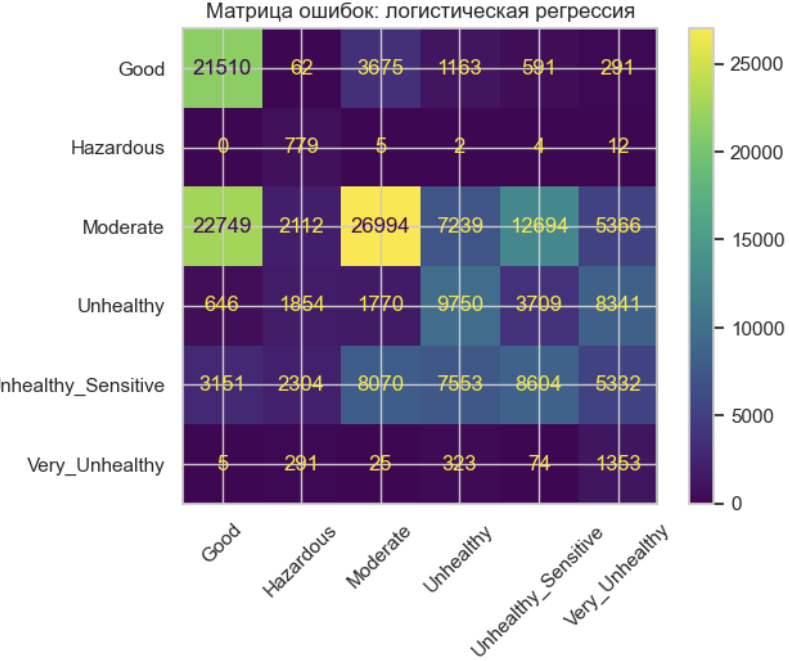 Матрица ошибок: логистическая регрессия
Good 21510 62 3675 1163 591 291
Hazardous 0 779 5 2 4 12
Moderate 22749 2112 26994 7239 12694 5366
Unhealthy 646 1854 1770 9750 3709 8341
nhealthy_Sensitive 3151 2304 8070 7553 8604 5332
Very_Unhealthy 5 291 25 323 74 1353
Good Hazardous Moderate Unhealthy Unhealthy_Sensitive Very_Unhealthy
25000
20000
15000
10000
5000
0